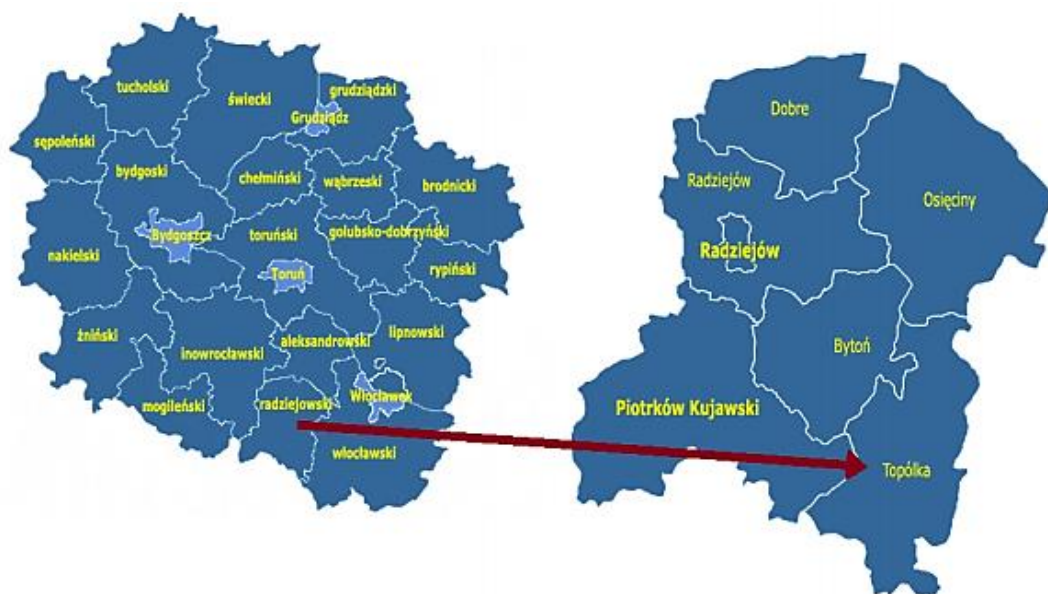 tucholski
świecki
grudziądzki
Grudziądz
sępoleński
bydgoski
chełmiński
wąbrzeski
brodnicki
Bydgoszcz
toruński
golubsko-dobrzyński
nakielski
Toruń
rypiński
żniński
inowrocławski
aleksandrowski
lipnowski
mogileński
radziejowski
Włocławek
włocławski
Dobre
Radziejów
Osięciny
Radziejów
Bytoń
Piotrków Kujawski
Topólka